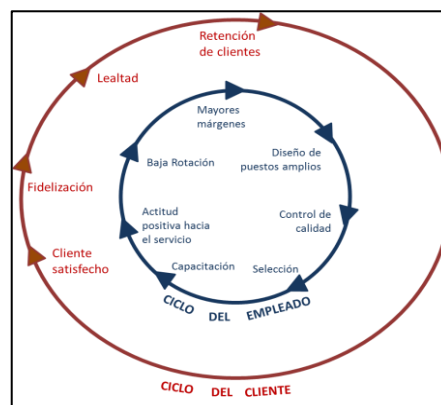 Retención
de clientes
Lealtad
Mayores
márgenes
Baja Rotación
Diseño de
puestos amplios
Fidelización
Actitud
positiva hacia
el servicio
Control de
calidad
Cliente
satisfecho
Capacitación
Selección
CICLO DEL EMPLEADO
CICLO DEL CLIENTE